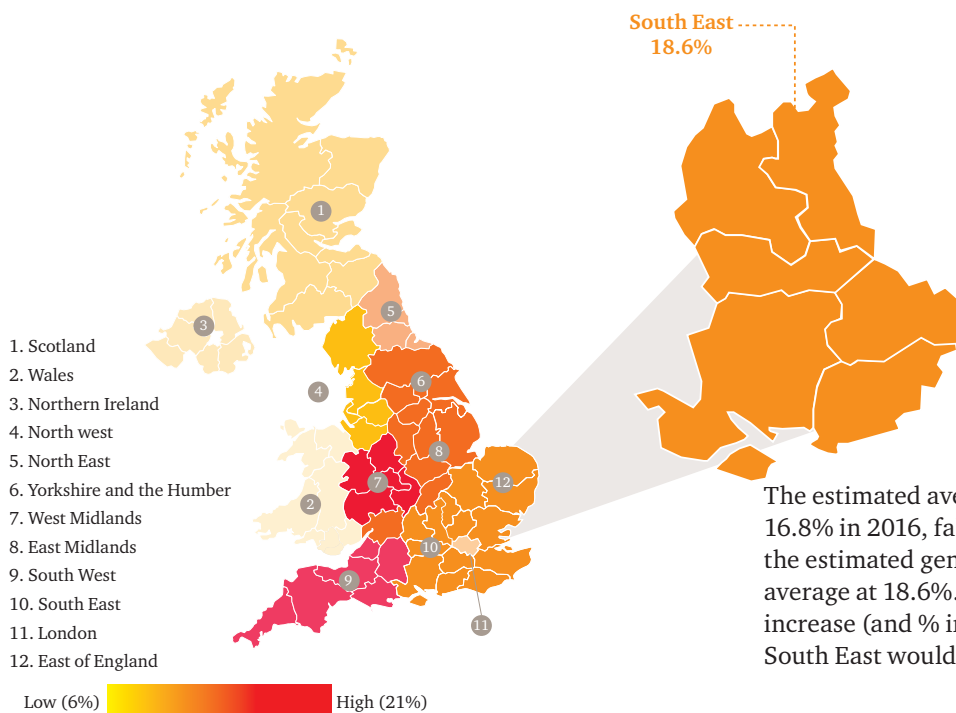 South East
18.6%
1
5
3
4
6
8
7
12
2
10
9
11
1. Scotland
2. Wales
3. Northern Ireland
4. North west
5. North East
6. Yorkshire and the Humber
7. West Midlands
8. East Midlands
9. South West
10. South East
11. London
12. East of England
Low (6%)
High (21%)
The estimated ave
16.8% in 2016, fa
the estimated gen
average at 18.6%.
increase (and % in
South East would